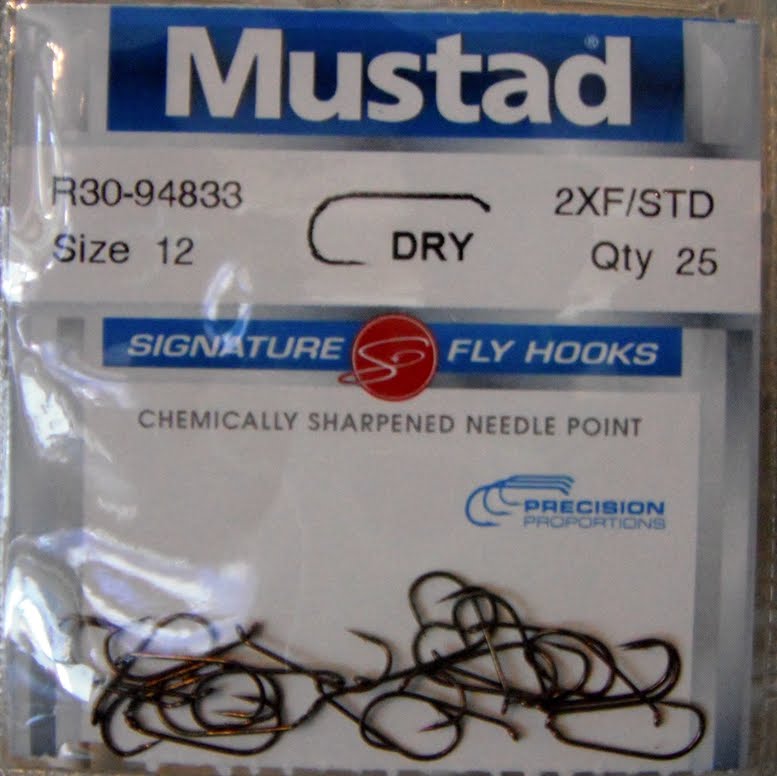 Mustad®
R30-94833 2XF/STD
Size 12 DRY Qty 25
SIGNATURE FLY HOOKS
CHEMICALLY SHARPENED NEEDLE POINT
PRECISION
PROPORTIONS